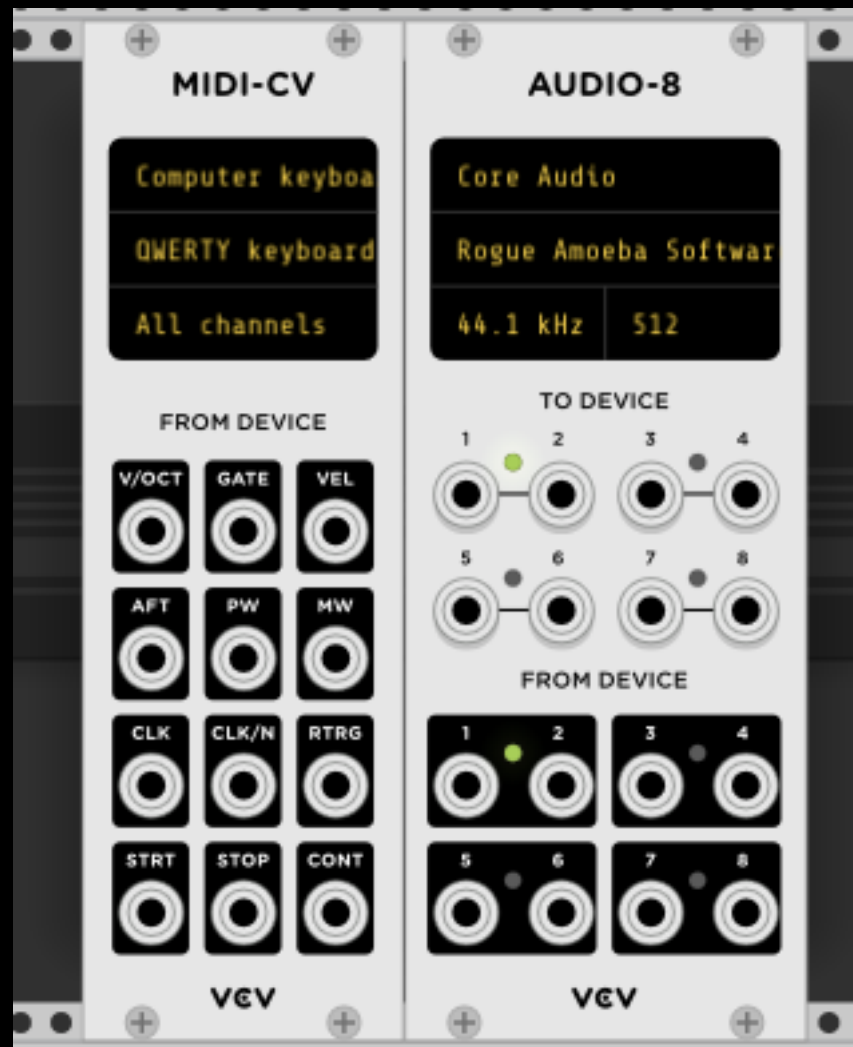 MIDI-CV
Computer keyboa
QWERTY keyboard
All channels
FROM DEVICE
V/OCT GATE VEL
AFT PW MW
CLK CLK/N RTRG
STRT STOP CONT
VCV
AUDIO-8
Core Audio
Rogue Amoeba Softwar
44.1 kHz 512
TO DEVICE
1 2 3 4
5 6 7 8
FROM DEVICE
1 2 3 4
5 6 7 8
VCV